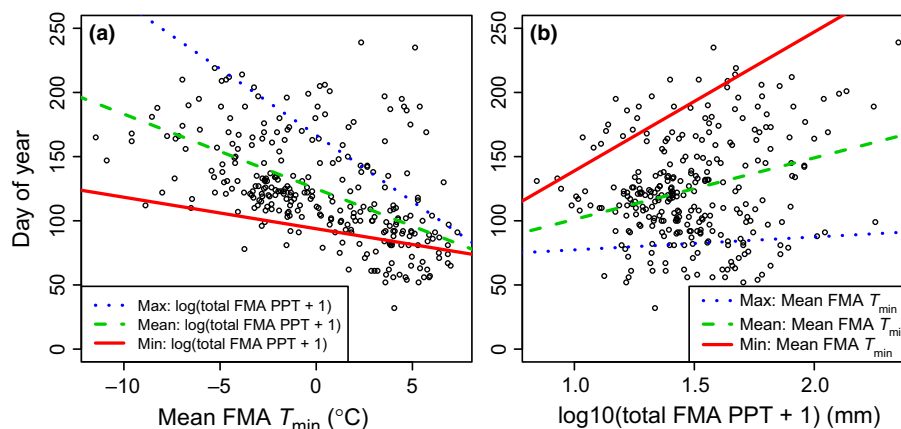 (a)
250
200
150
100
50
0
Day of year
Max: log(total FMA PPT + 1)
Mean: log(total FMA PPT + 1)
Min: log(total FMA PPT + 1)
−10 −5 0 5
Mean FMA Tmin (°C)
(b)
250
200
150
100
50
0
Max: Mean FMA Tmin
Mean: Mean FMA Tmi
Min: Mean FMA Tmin
1.0 1.5 2.0
log10(total FMA PPT + 1) (mm)